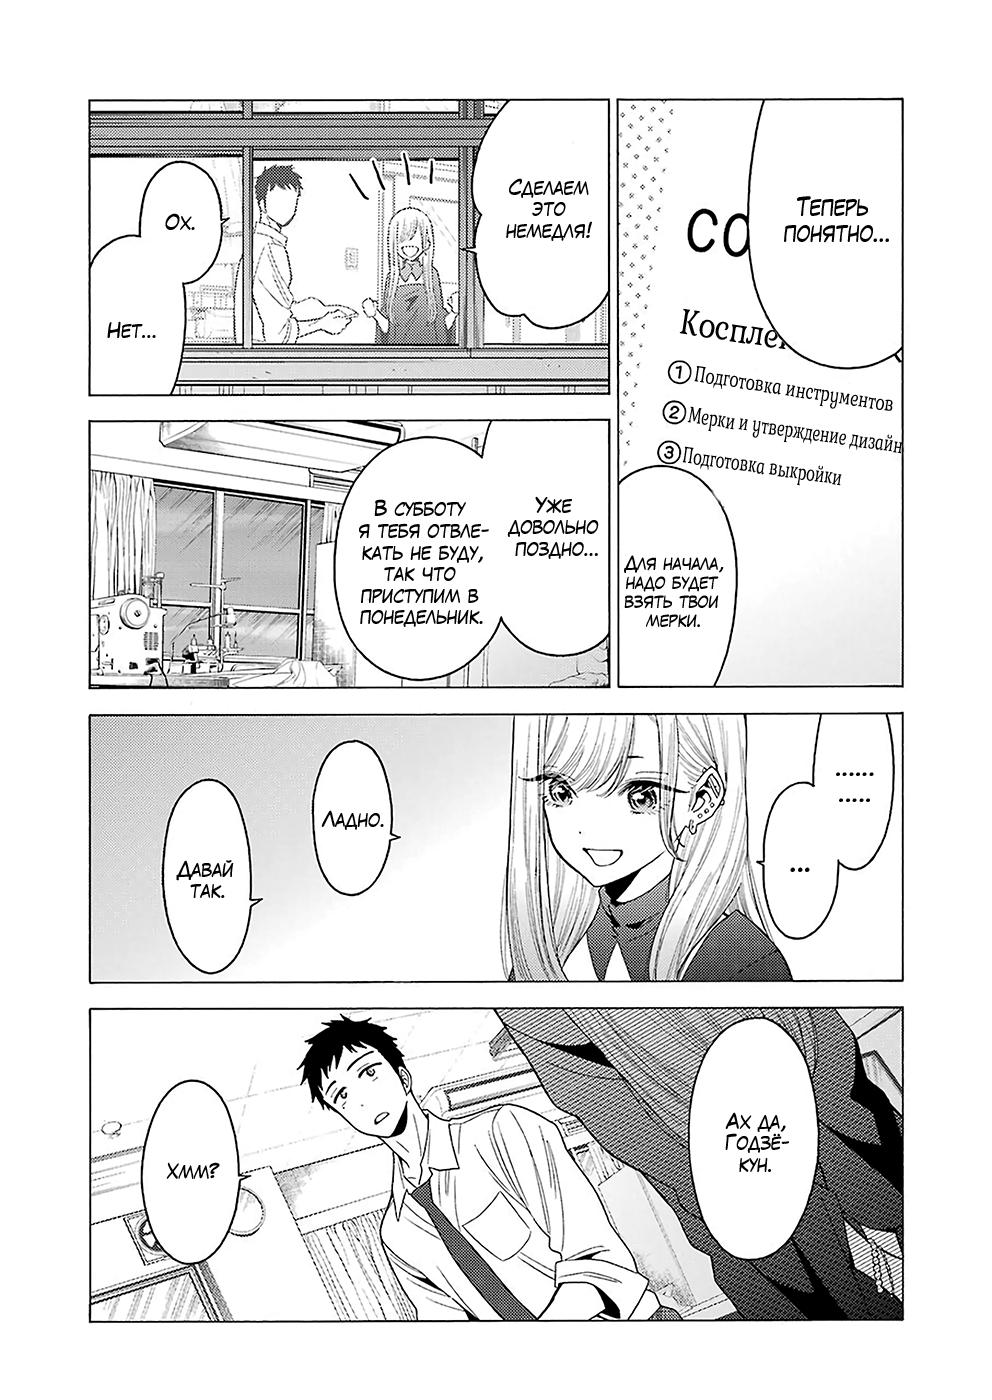 Теперь
понятно...
СО
Косплей
① Подготовка инструментов
② Мерки и утверждение дизайн
③ Подготовка выкройки
Для начала,
надо будет
взять твои
мерки.
Сделаем
это
немедля!
Ох.
Нет...
Уже
довольно
поздно...
В субботу
я тебя отвле-
кать не буду,
так что
приступим в
понедельник.
......
.....
...
Ладно.
Давай
так.
Ах да,
Годзё-
кун.
Хмм?